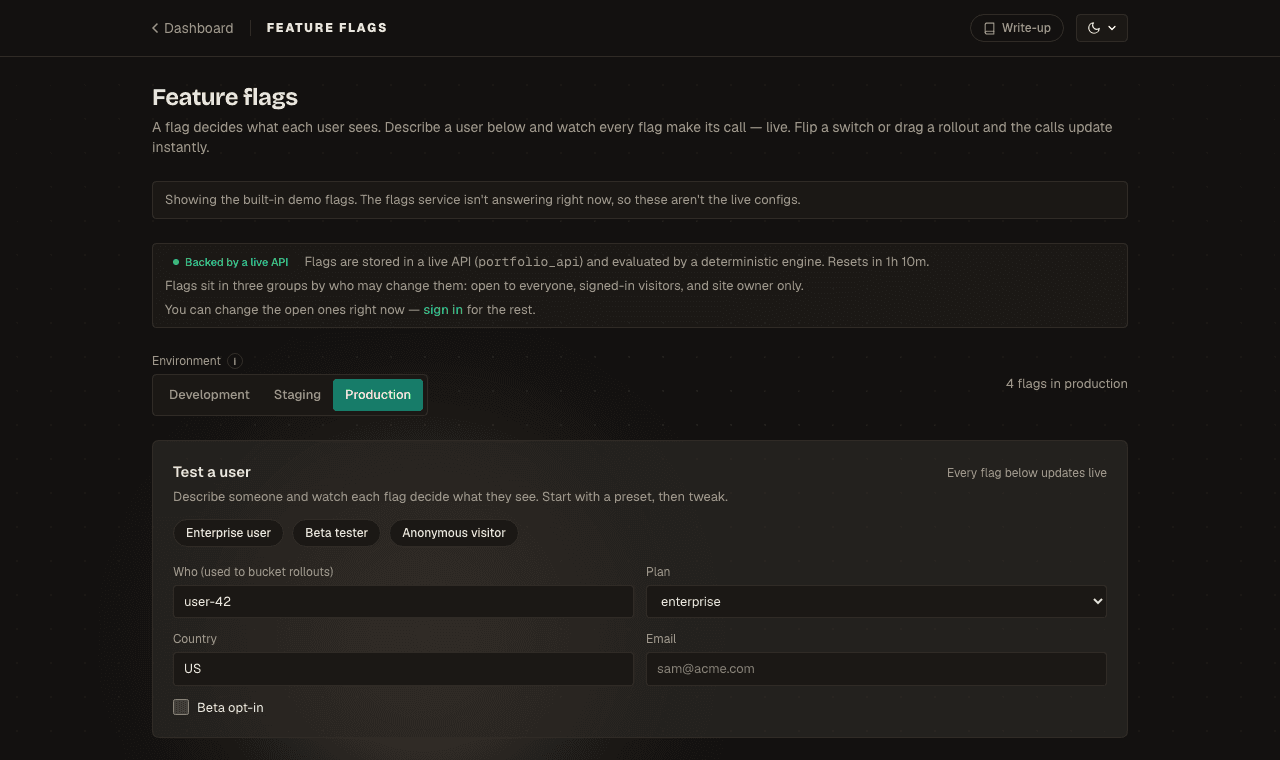 Dashboard
FEATURE FLAGS
Write-up
Feature flags
A flag decides what each user sees. Describe a user below and watch every flag make its call — live. Flip a switch or drag a rollout and the calls update
instantly.
Showing the built-in demo flags. The flags service isn't answering right now, so these aren't the live configs.
Backed by a live API Flags are stored in a live API (portfolio_api) and evaluated by a deterministic engine. Resets in 1h 10m.
Flags sit in three groups by who may change them: open to everyone, signed-in visitors, and site owner only.
You can change the open ones right now — sign in for the rest.
Environment i
Development Staging Production
4 flags in production
Test a user
Every flag below updates live
Describe someone and watch each flag decide what they see. Start with a preset, then tweak.
Enterprise user Beta tester Anonymous visitor
Who (used to bucket rollouts)
user-42
Plan
enterprise
Country
US
Email
sam@acme.com
Beta opt-in